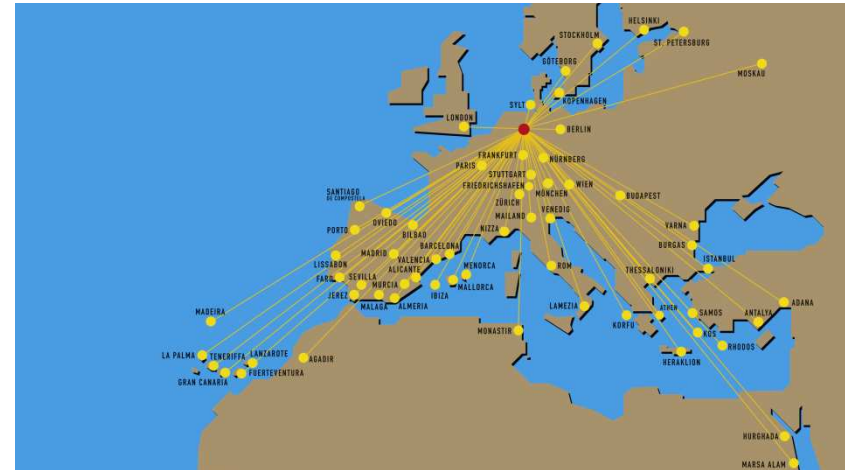 HELSINKI
STOCKHOLM
ST. PETERSBURG
GÖTEBORG
MOSKAU
SYLT
KOPENHAGEN
LONDON
BERLIN
FRANKFURT
NÜRNBERG
PARIS
STUTTGART
FRIEDRICHSHAFEN
MÜNCHEN
WIEN
SANTIAGO
DE COMPOSTELA
ZÜRICH
BUDAPEST
OVIEDO
MAILAND
VENEDIG
PORTO
BILBAO
NIZZA
VARNA
MADRID
BARCELONA
BURGAS
LISSABON
VALENCIA
ISTANBUL
FARO
SEVILLA
ALICANTE
MENORCA
ROM
THESSALONIKI
MURCIA
IBIZA
MALLORCA
JEREZ
MALAGA
ALMERIA
LAMEZIA
ADANA
MADEIRA
KORFU
ATHEN
SAMOS
ANTALYA
MONASTIR
KOS
RHODOS
LA PALMA
TENERIFFA
LANZAROTE
AGADIR
HERAKLION
GRAN CANARIA
FUERTEVENTURA
HURGHADA
MARSA ALAM